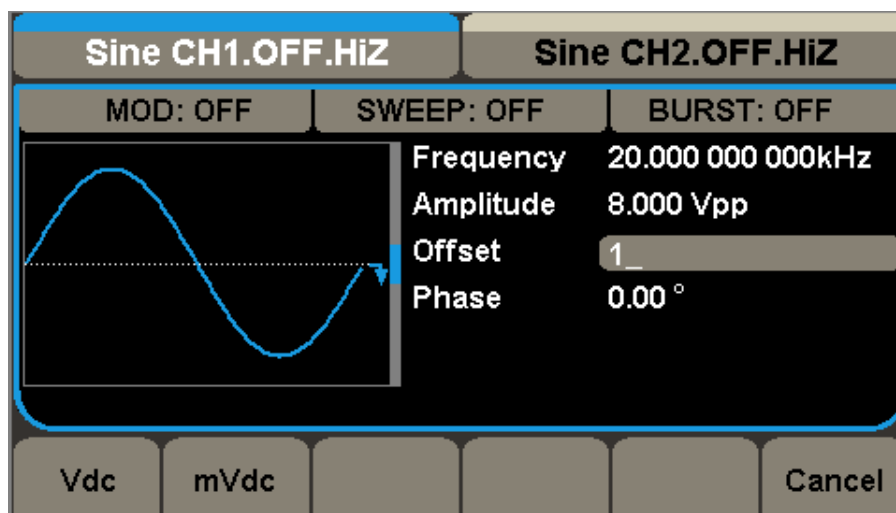 Sine CH1.OFF.HiZ
Sine CH2.OFF.HiZ
MOD: OFF
SWEEP: OFF
BURST: OFF
Frequency 20.000 000 000kHz
Amplitude 8.000 Vpp
Offset 1_
Phase 0.00 °
Vdc
mVdc
Cancel